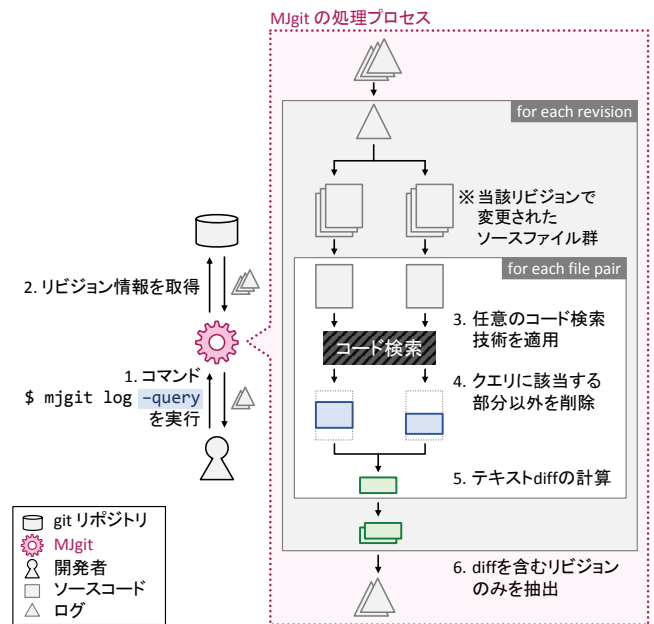 MJgit の処理プロセス
for each revision
※当該リビジョンで
変更された
ソースファイル群
for each file pair
2. リビジョン情報を取得
3. 任意のコード検索
技術を適用
コード検索
1. コマンド
$ mjgit log –query
を実行
4. クエリに該当する
部分以外を削除
5. テキストdiffの計算
6. diffを含むリビジョン
のみを抽出
git リポジトリ
MJgit
開発者
ソースコード
ログ